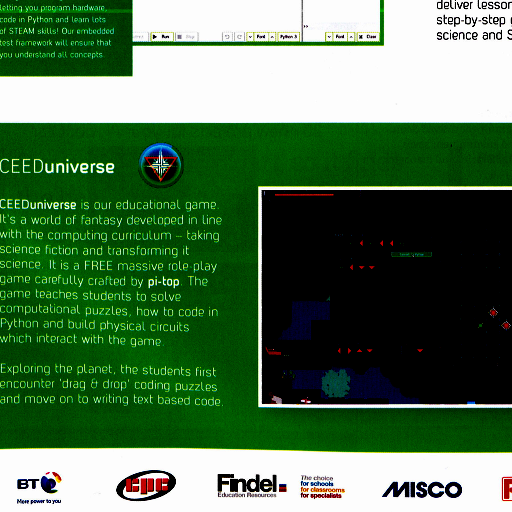 letting you program hardware,
code in Python and learn lots
of STEAM skills! Our embedded
test framework will ensure that
you understand all concepts.
Run
Stop
Font
Python 3
Font
Close
deliver lesson
step-by-step
science and S
CEEDuniverse
CEEDuniverse is our educational game.
It's a world of fantasy developed in line
with the computing curriculum – taking
science fiction and transforming it
science. It is a FREE massive role-play
game carefully crafted by pi-top. The
game teaches students to solve
computational puzzles, how to code in
Python and build physical circuits
which interact with the game.
Exploring the planet, the students first
encounter 'drag & drop' coding puzzles
and move on to writing text based code.
BT
More power to you
cpc
Findel
Education Resources
The choice
for schools
for classrooms
for specialists
MISCO